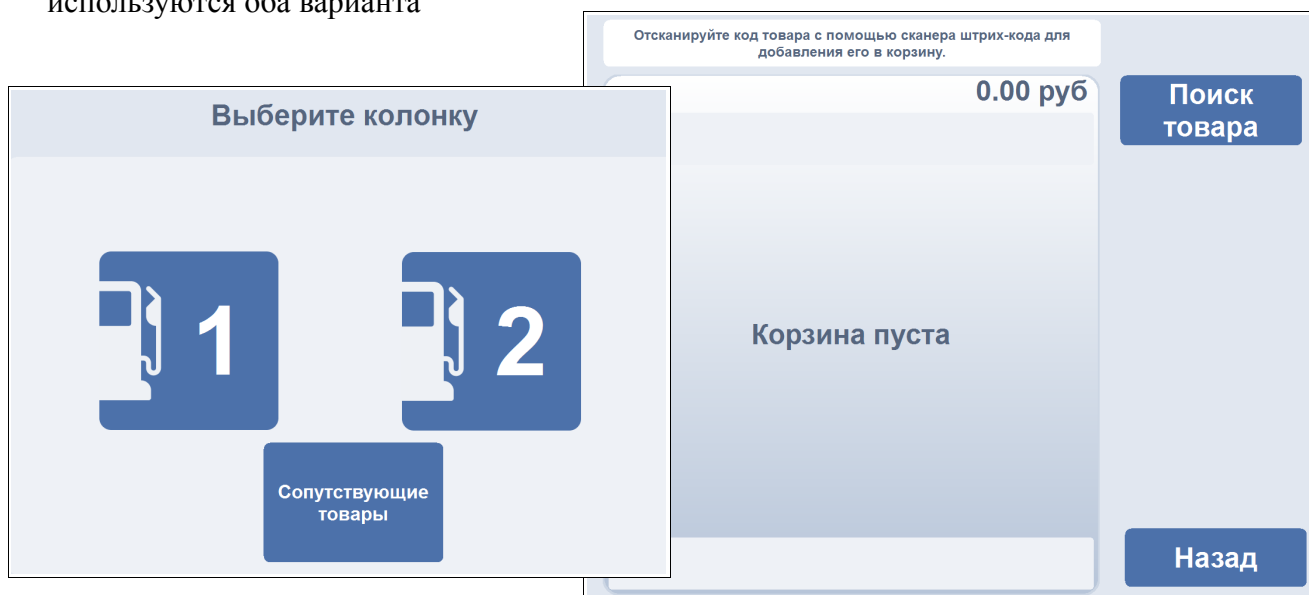 используются оба варианта
Отсканируйте код товара с помощью сканера штрих-кода для
добавления его в корзину.
0.00 руб
Поиск
товара
Выберите колонку
1
2
Корзина пуста
Сопутствующие
товары
Назад